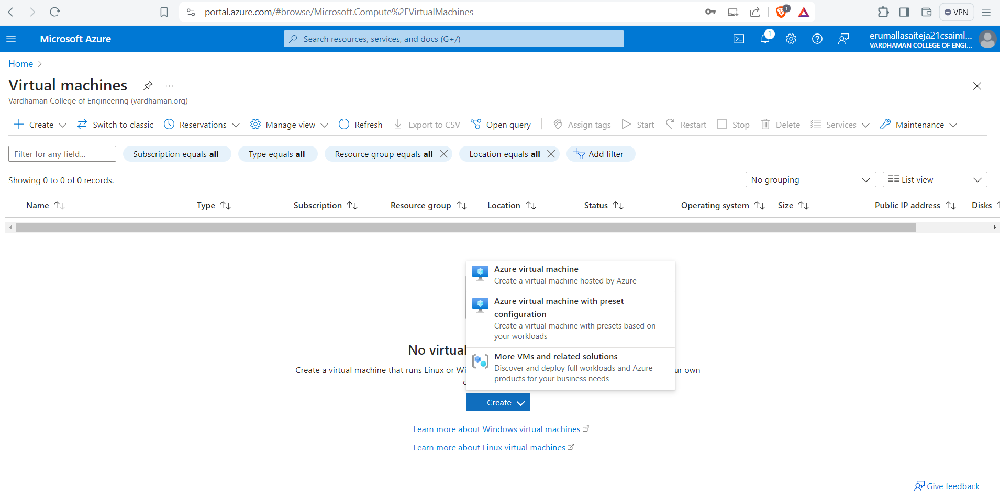 portal.azure.com/#browse/Microsoft.Compute%2FVirtualMachines
1
VPN
Microsoft Azure
Search resources, services, and docs (G+/)
1
erumallasaiteja21csaiml...
VARDHAMAN COLLEGE OF ENGI...
Home
Virtual machines
...
Vardhaman College of Engineering (vardhaman.org)
Create
Switch to classic
Reservations
Manage view
Refresh
Export to CSV
Open query
Assign tags
Start
Restart
Stop
Delete
Services
Maintenance
Filter for any field...
Subscription equals all
Type equals all
Resource group equals all
Location equals all
Add filter
Showing 0 to 0 of 0 records.
No grouping
List view
Name
Type
Subscription
Resource group
Location
Status
Operating system
Size
Public IP address
Disks
Azure virtual machine
Create a virtual machine hosted by Azure
Azure virtual machine with preset
configuration
Create a virtual machine with presets based on
your workloads
More VMs and related solutions
Discover and deploy full workloads and Azure
products for your business needs
No virtual
Create a virtual machine that runs Linux or Wi
ur own
Create
Learn more about Windows virtual machines
Learn more about Linux virtual machines
Give feedback